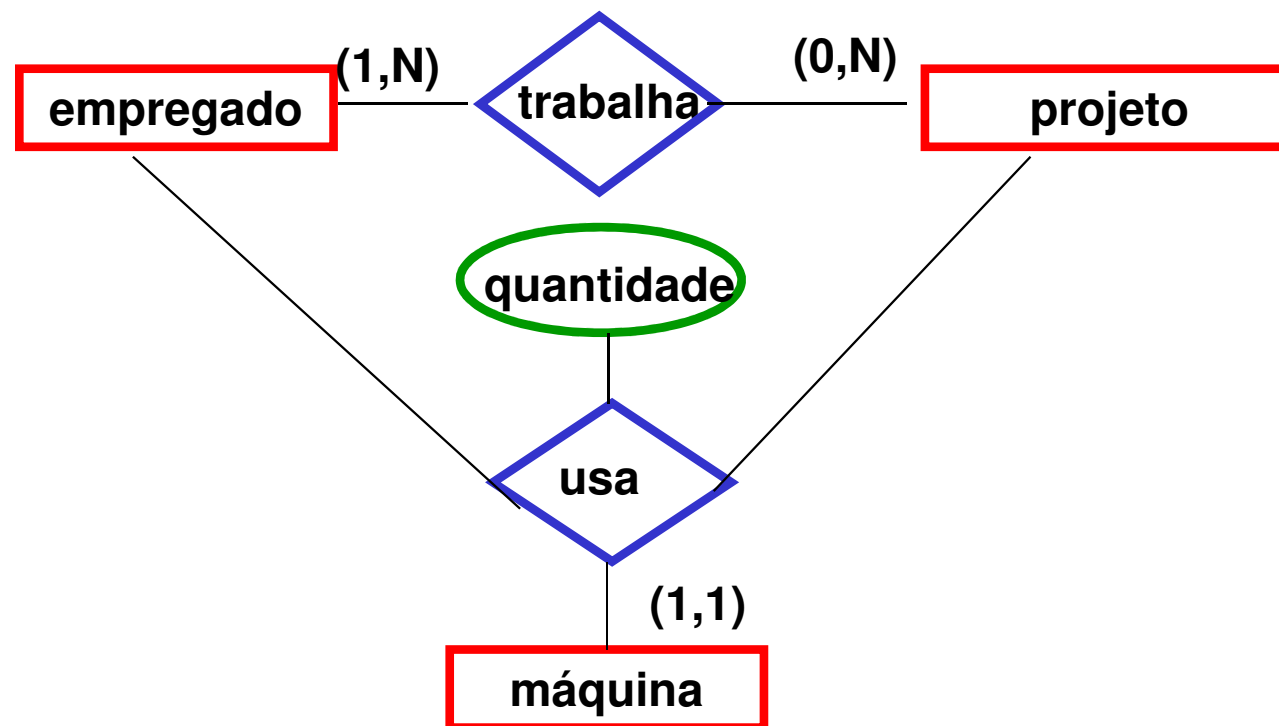 (1,N)
(0,N)
empregado
trabalha
projeto
quantidade
usa
(1,1)
máquina